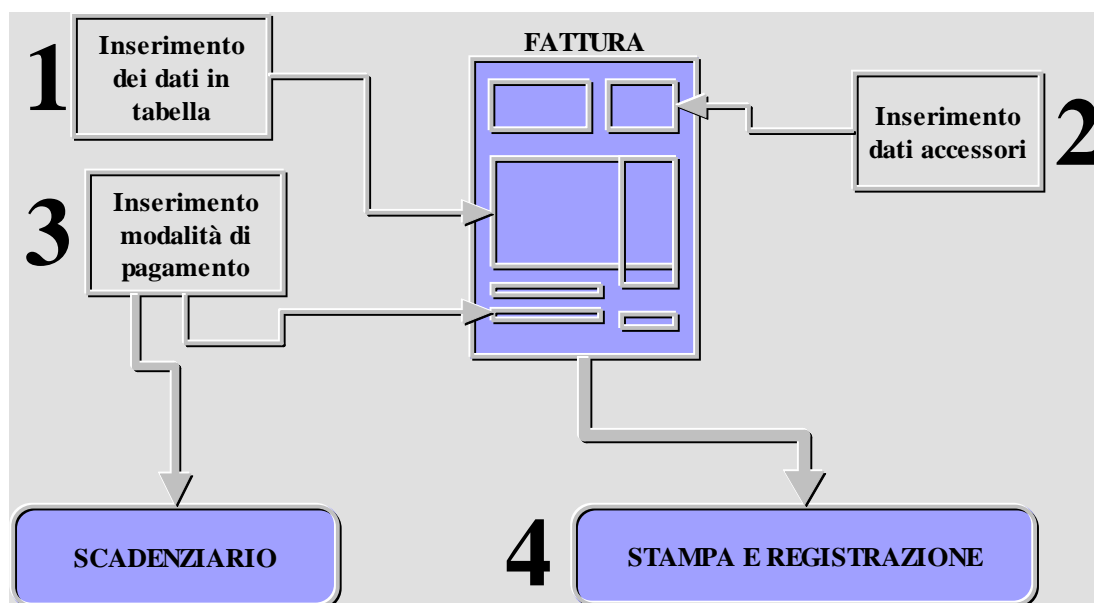 1
Inserimento
dei dati in
tabella
FATTURA
Inserimento
dati accessori
2
3
Inserimento
modalità di
pagamento
SCADENZIARIO
4
STAMPA E REGISTRAZIONE